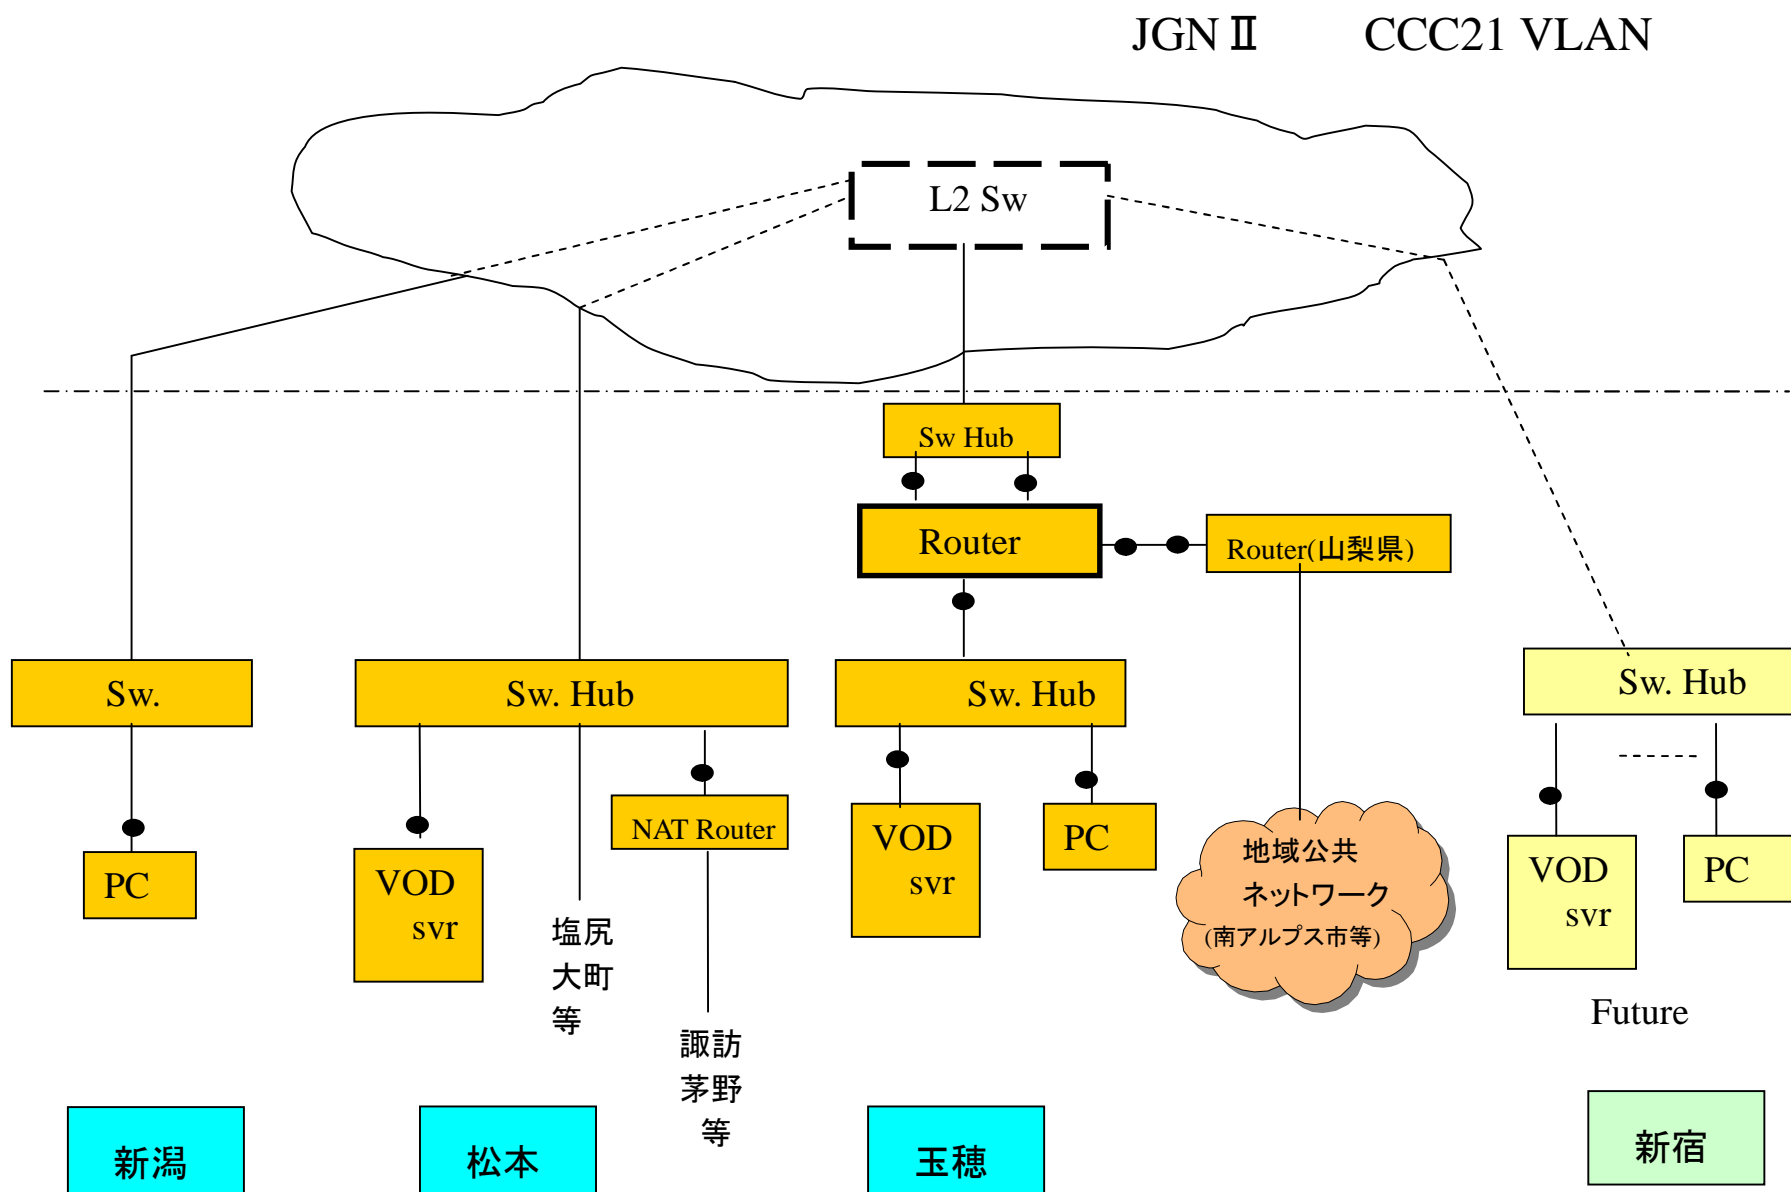 JGN Ⅱ CCC21 VLAN
L2 Sw
Sw Hub
Router
Router(山梨県)
Sw.
Sw. Hub
Sw. Hub
Sw. Hub
PC
VOD
svr
NAT Router
VOD
svr
PC
地域公共
ネットワーク
(南アルプス市等)
VOD
svr
PC
塩尻
大町
等
諏訪
茅野
等
Future
新潟
松本
玉穂
新宿